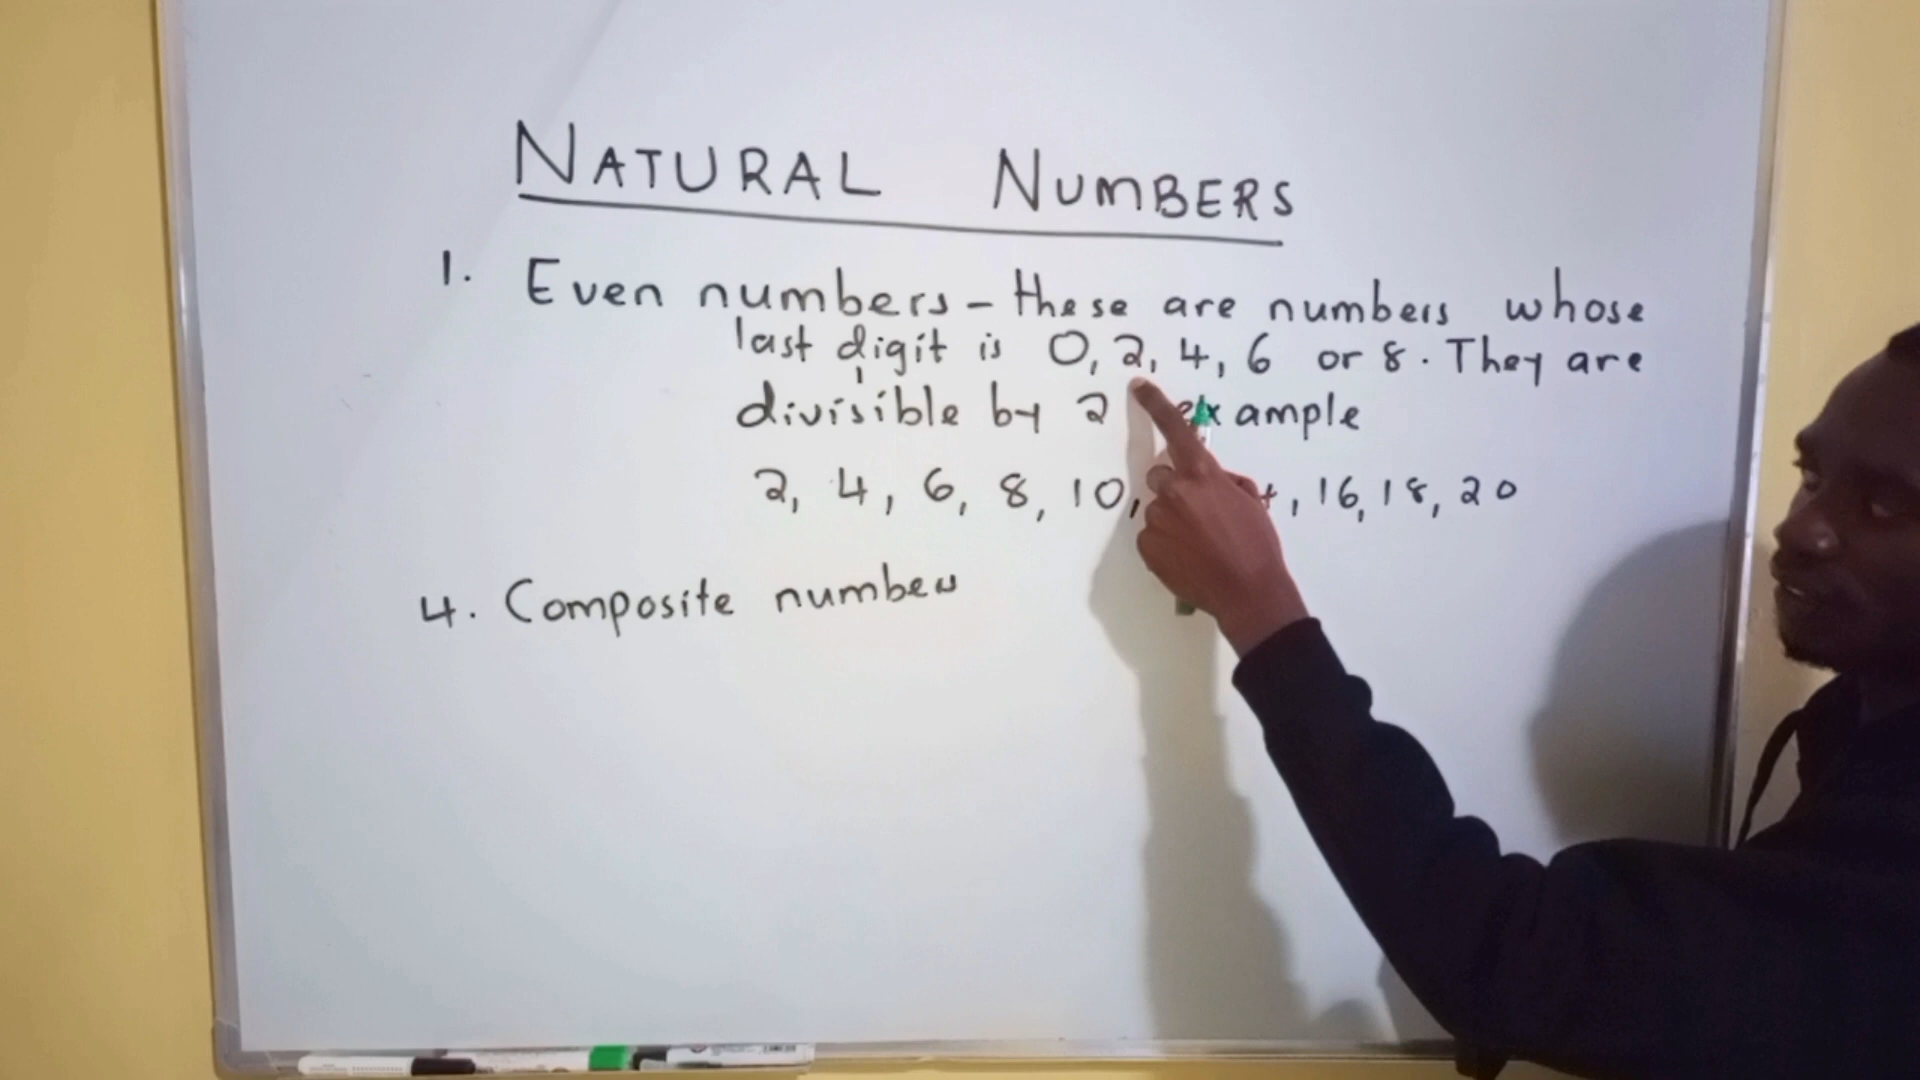 NATURAL NUMBERS
1. Even numbers - these are numbers whose
last digit is 0, 2, 4, 6 or 8. They are
divisible by 2 example
2, 4, 6, 8, 10, , 16, 18, 20
4. Composite numbers